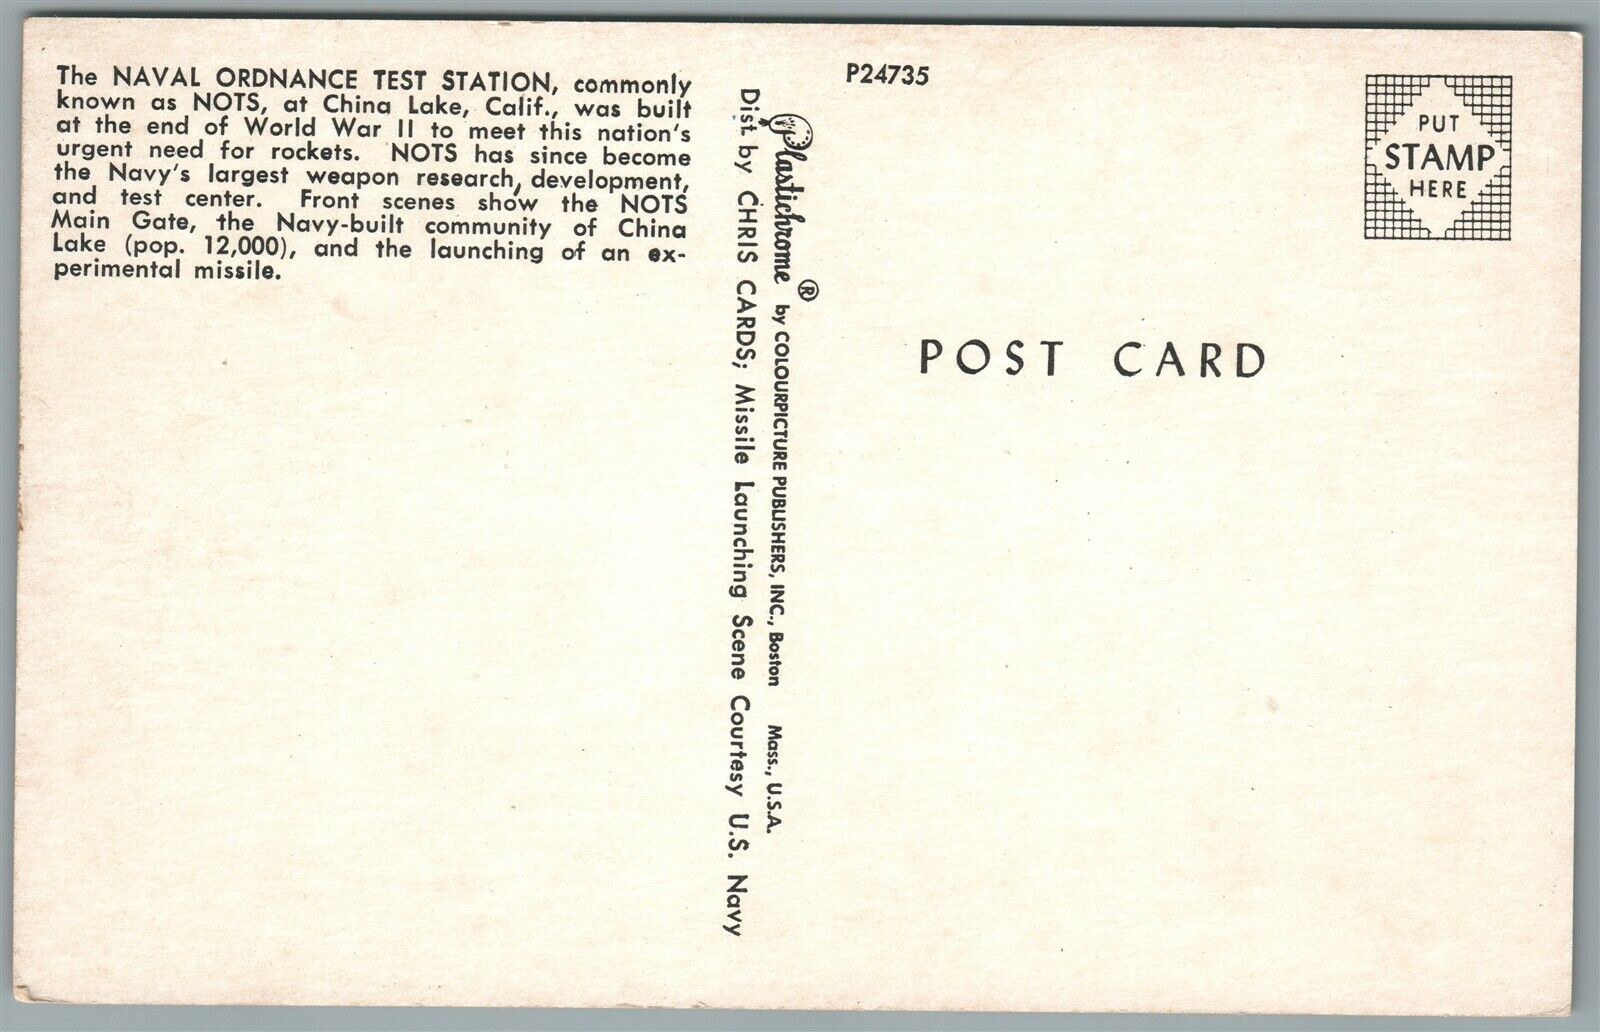 The NAVAL ORDNANCE TEST STATION, commonly
known as NOTS, at China Lake, Calif., was built
at the end of World War II to meet this nation's
urgent need for rockets. NOTS has since become
the Navy's largest weapon research, development,
and test center. Front scenes show the NOTS
Main Gate, the Navy-built community of China
Lake (pop. 12,000), and the launching of an ex-
perimental missile.
Dist. by CHRIS CARDS; Missile Launching Scene Courtesy U.S. Navy
Plastichrome ® by COLOURPICTURE PUBLISHERS, INC., Boston Mass., U.S.A.
P24735
PUT
STAMP
HERE
POST CARD